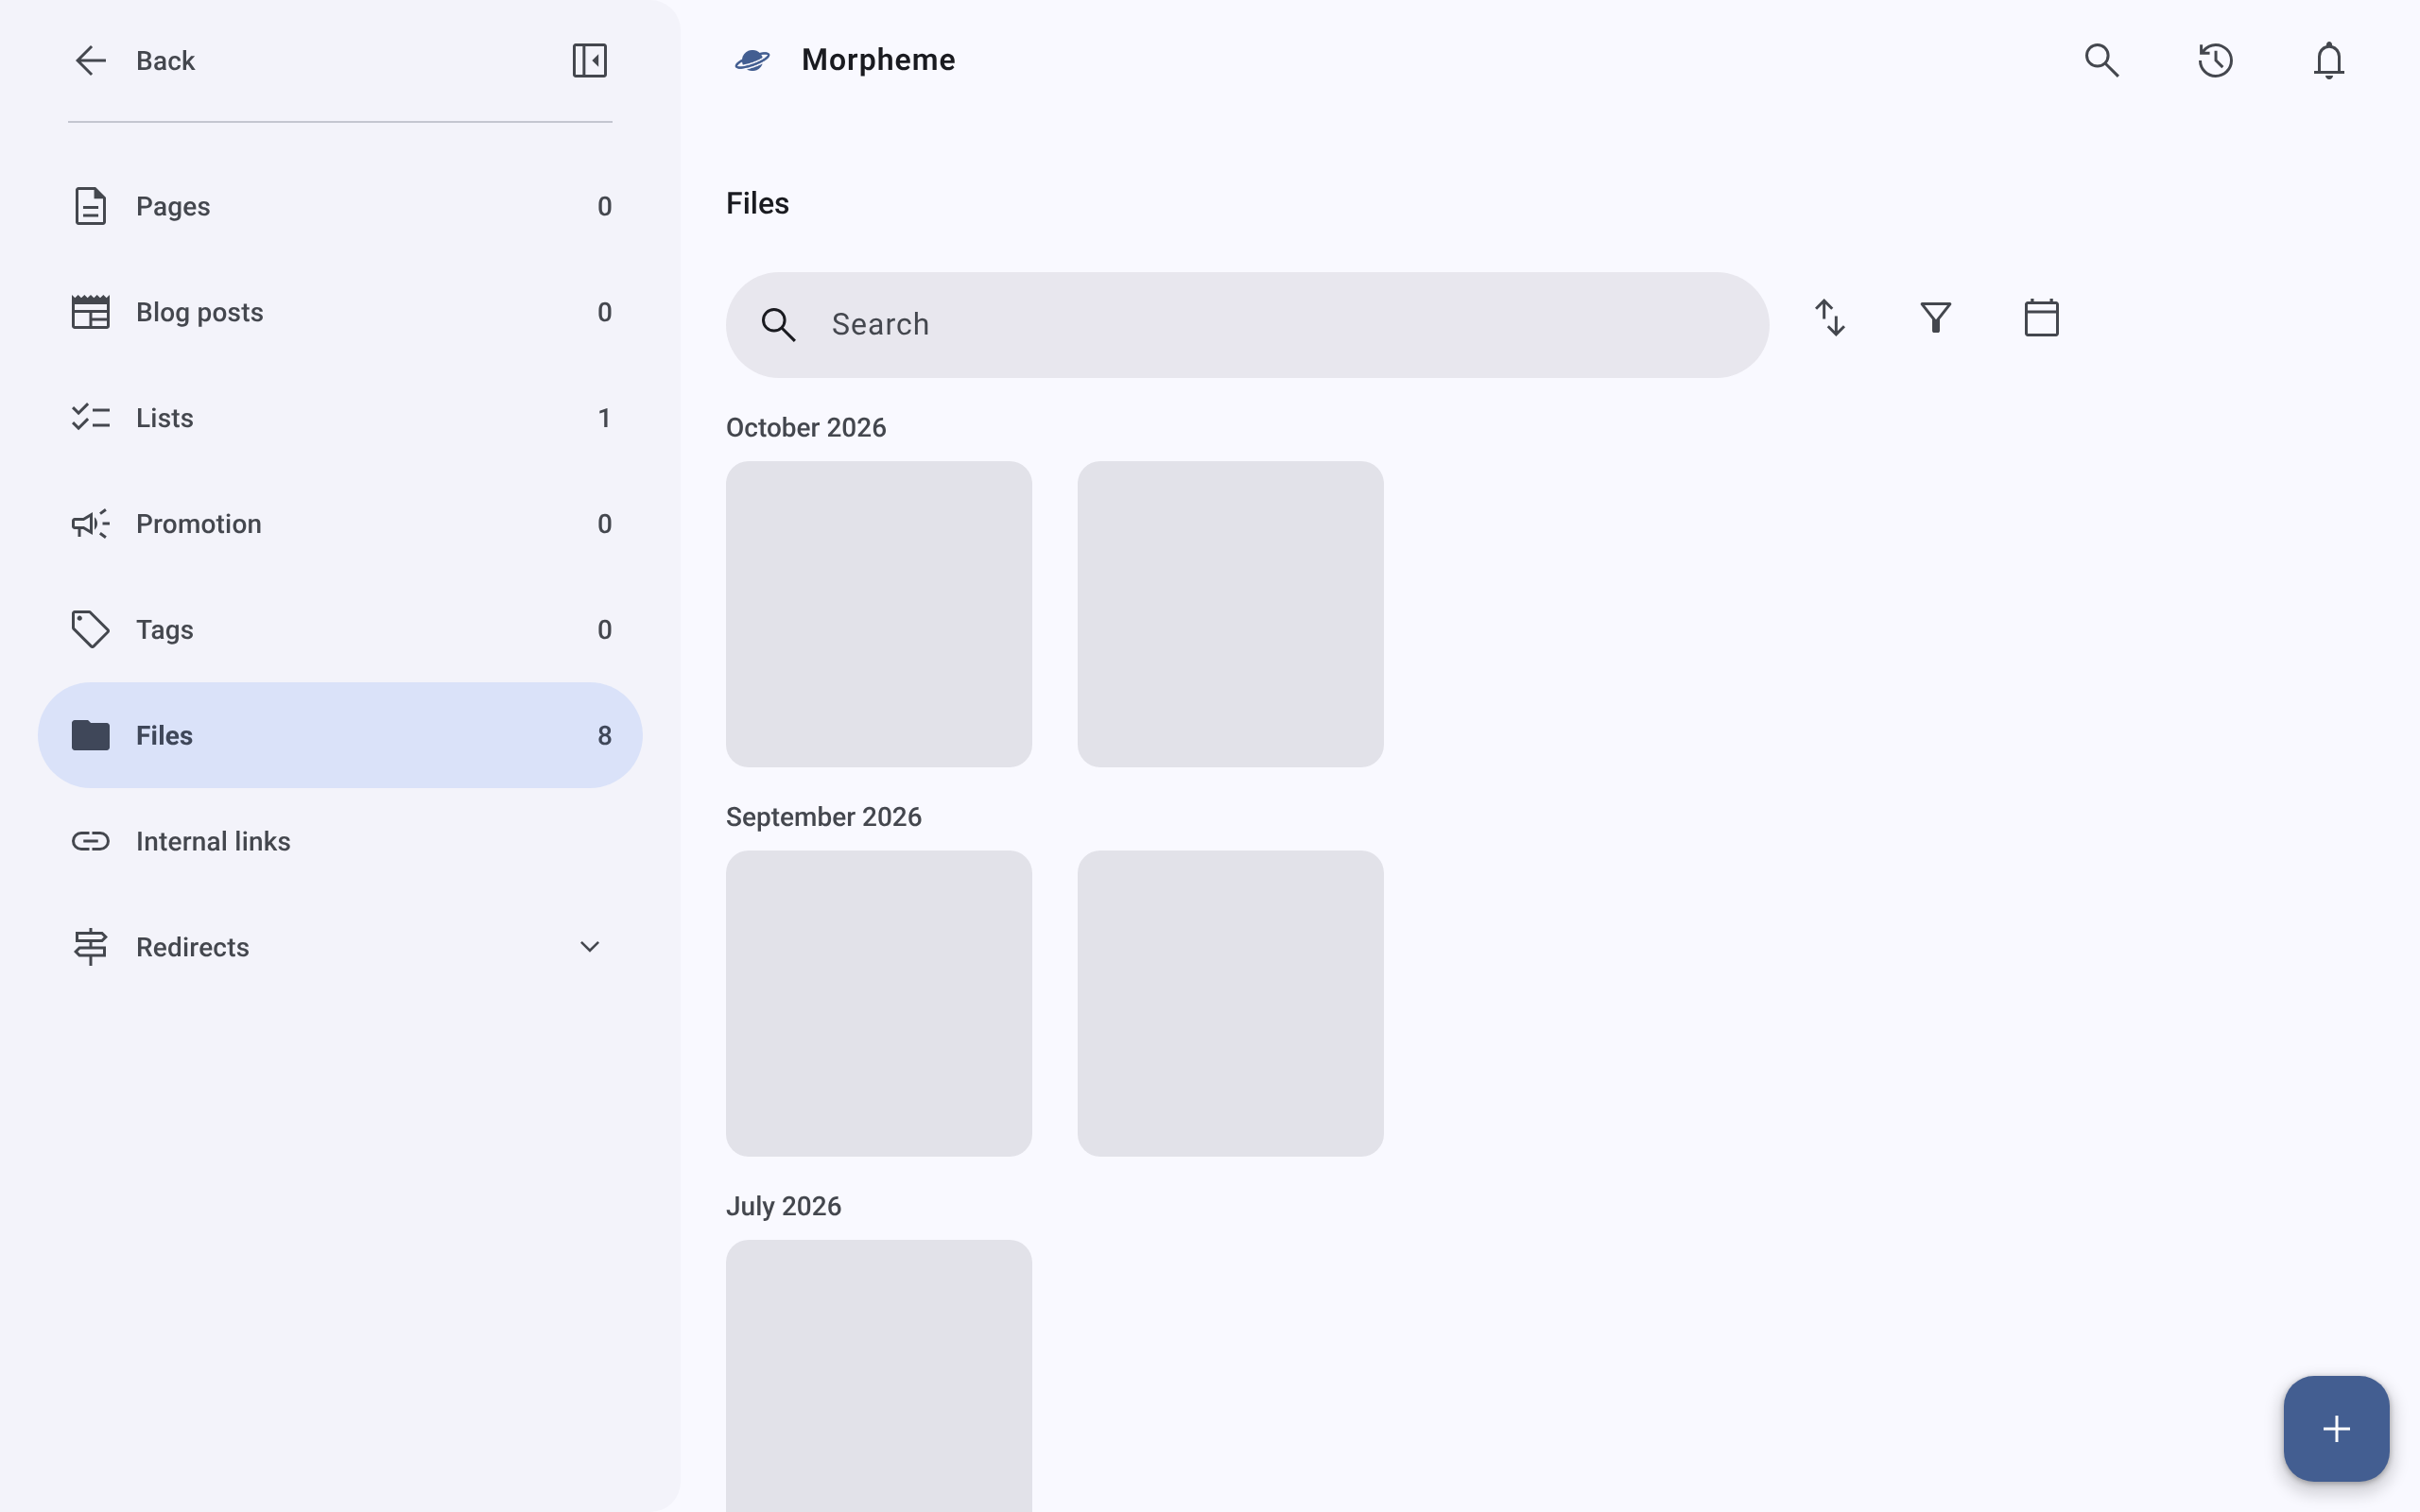 Back
Pages 0
Blog posts 0
Lists 1
Promotion 0
Tags 0
Files 8
Internal links
Redirects
Morpheme
Files
Search
October 2026
September 2026
July 2026